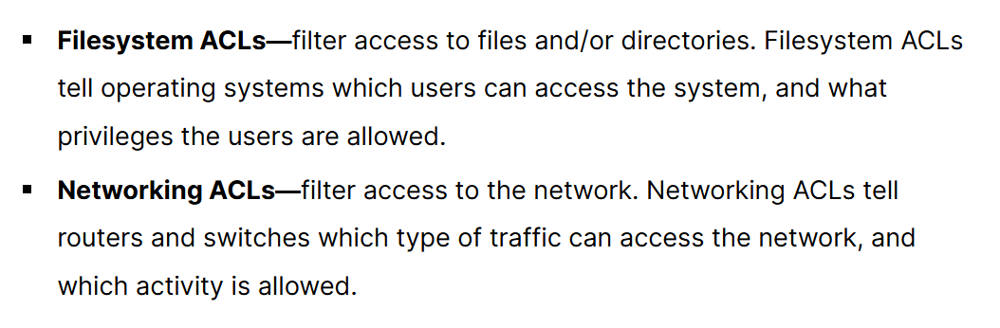 ▪ Filesystem ACLs—filter access to files and/or directories. Filesystem ACLs
tell operating systems which users can access the system, and what
privileges the users are allowed.
▪ Networking ACLs—filter access to the network. Networking ACLs tell
routers and switches which type of traffic can access the network, and
which activity is allowed.